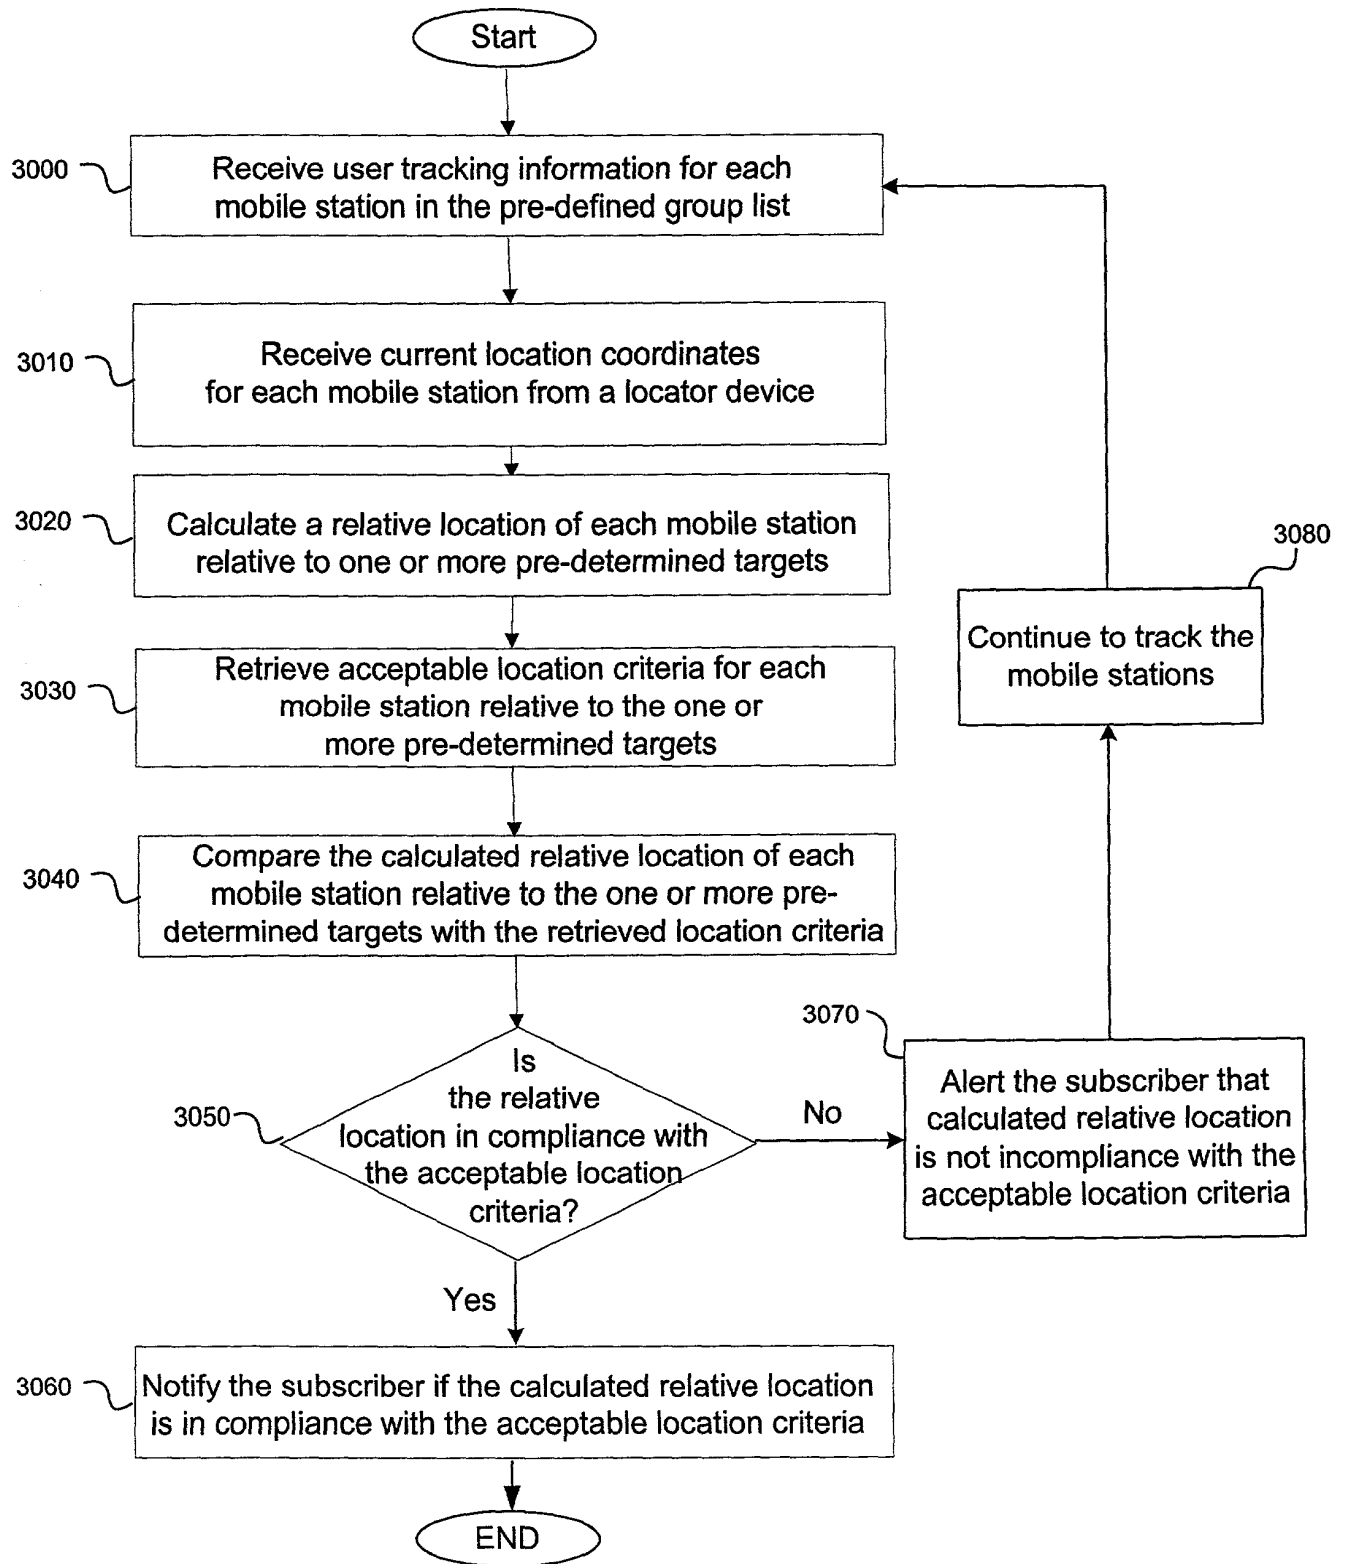 Start
3000
Receive user tracking information for each
mobile station in the pre-defined group list
3010
Receive current location coordinates
for each mobile station from a locator device
3020
Calculate a relative location of each mobile station
relative to one or more pre-determined targets
3080
Continue to track the
mobile stations
3030
Retrieve acceptable location criteria for each
mobile station relative to the one or
more pre-determined targets
3040
Compare the calculated relative location of each
mobile station relative to the one or more pre-
determined targets with the retrieved location criteria
3050
Is
the relative
location in compliance with
the acceptable location
criteria?
No
3070
Alert the subscriber that
calculated relative location
is not incompliance with the
acceptable location criteria
Yes
3060
Notify the subscriber if the calculated relative location
is in compliance with the acceptable location criteria
END